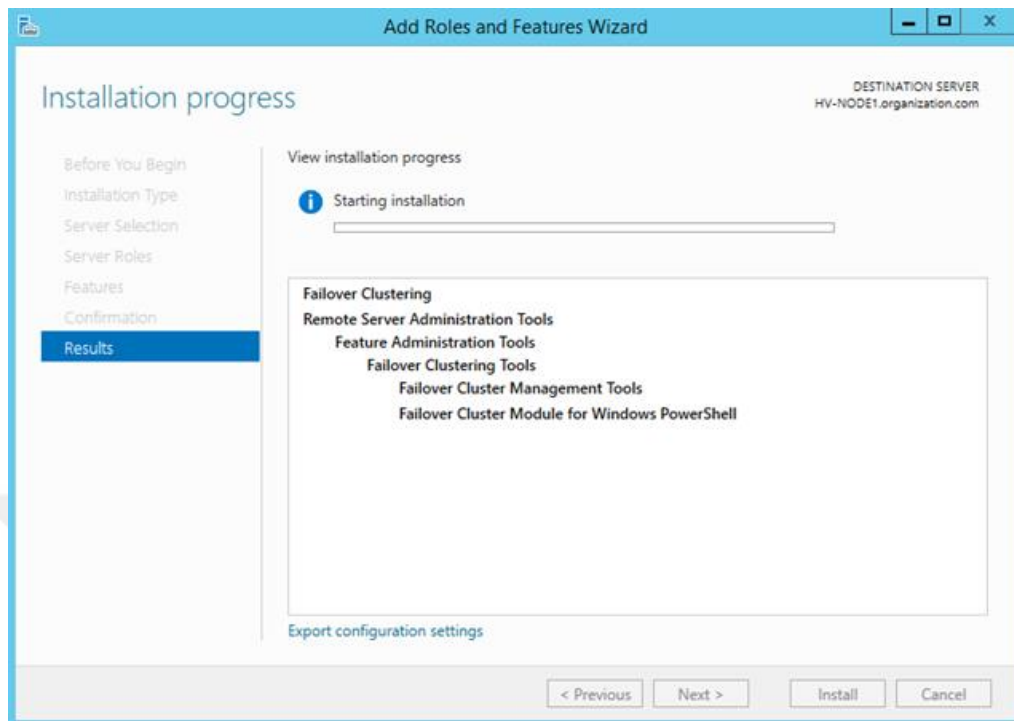 Add Roles and Features Wizard
Installation progress
DESTINATION SERVER
HV-NODE1.organization.com
Before You Begin
Installation Type
Server Selection
Server Roles
Features
Confirmation
Results
View installation progress
Starting installation
Failover Clustering
Remote Server Administration Tools
Feature Administration Tools
Failover Clustering Tools
Failover Cluster Management Tools
Failover Cluster Module for Windows PowerShell
Export configuration settings
< Previous
Next >
Install
Cancel